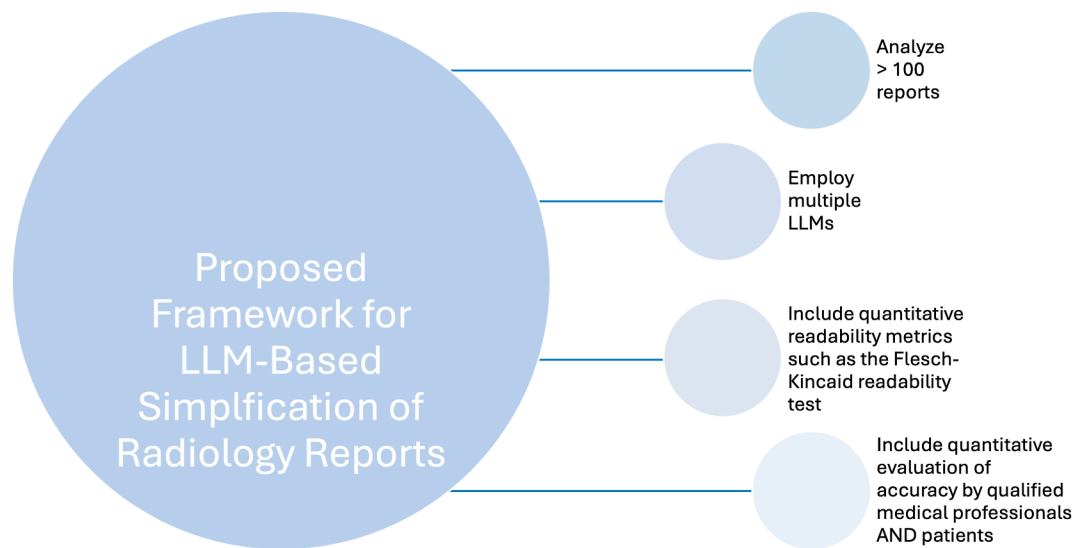 Proposed
Framework for
LLM-Based
Simplfication of
Radiology Reports
Analyze
> 100
reports
Employ
multiple
LLMs
Include quantitative
readability metrics
such as the Flesch-
Kincaid readability
test
Include quantitative
evaluation of
accuracy by qualified
medical professionals
AND patients